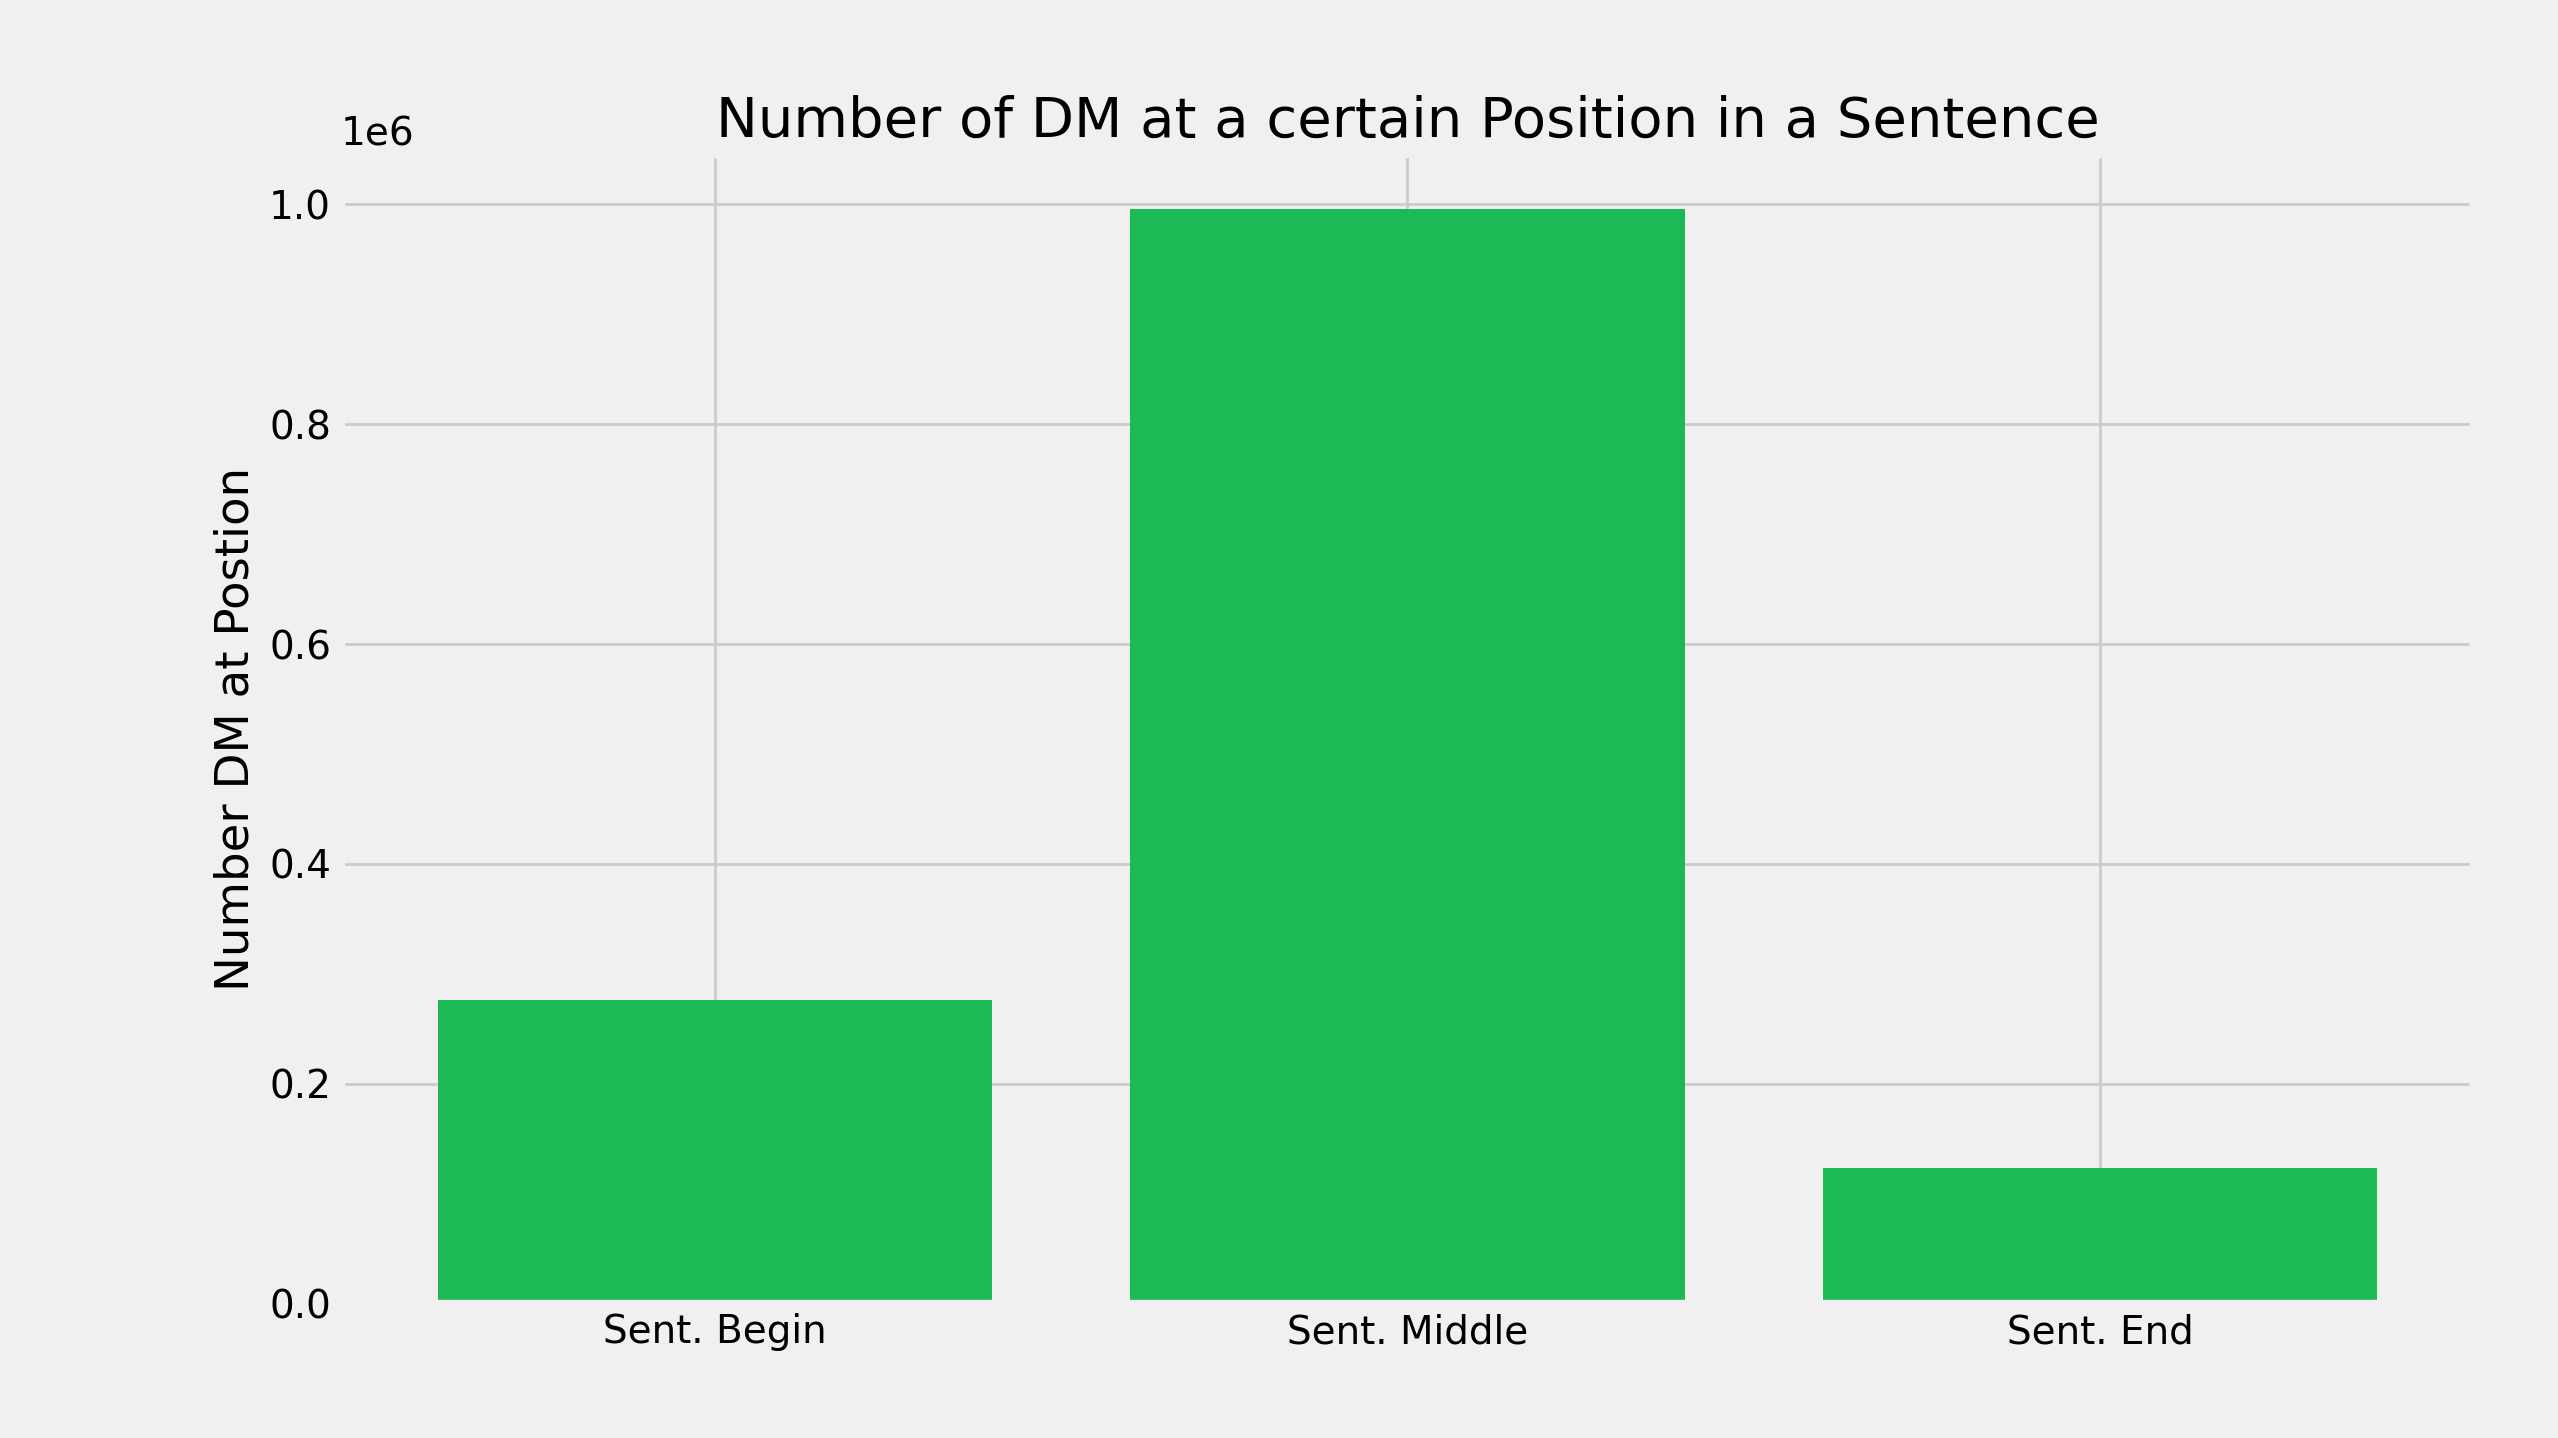 Number of DM at a certain Position in a Sentence
1e6
1.0
0.8
0.6
0.4
0.2
0.0
Number DM at Postion
Sent. Begin
Sent. Middle
Sent. End